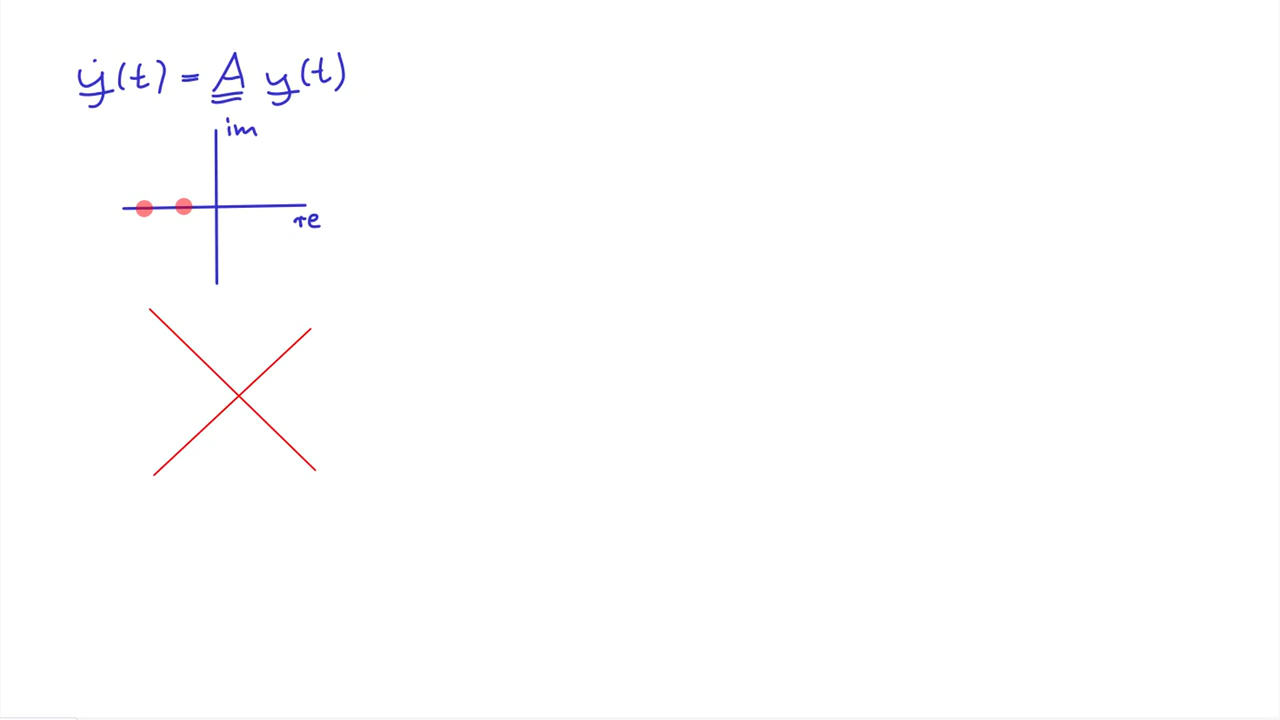 ẏ(t) = A y(t)
im
re